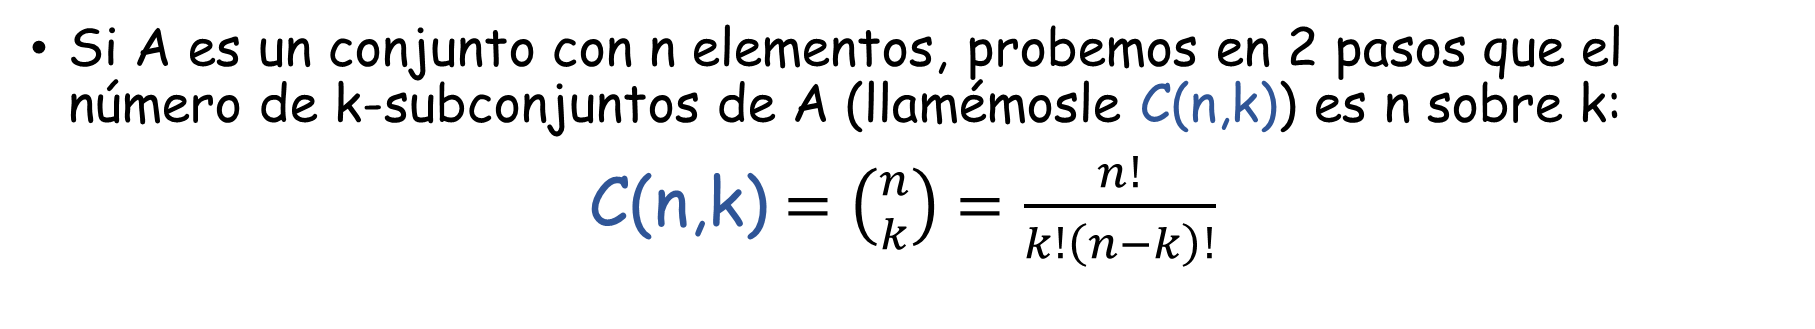 • Si A es un conjunto con n elementos, probemos en 2 pasos que el
número de k-subconjuntos de A (llamémosle C(n,k)) es n sobre k:
C(n,k) = (n k) = n! / k!(n−k)!